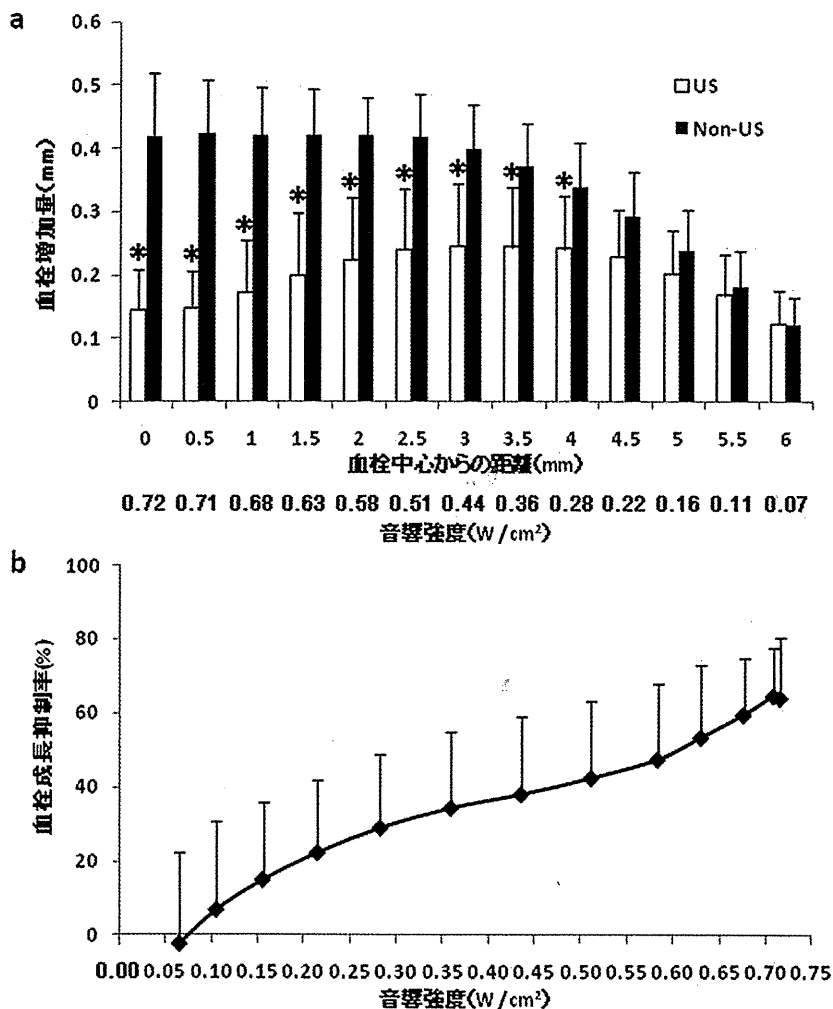 a
0.6
0.5
0.4
0.3
0.2
0.1
0
血栓増加量(mm)
US
Non-US
* * * * * * * * *
0 0.5 1 1.5 2 2.5 3 3.5 4 4.5 5 5.5 6
血栓中心からの距離(mm)
0.72 0.71 0.68 0.63 0.58 0.51 0.44 0.36 0.28 0.22 0.16 0.11 0.07
音響強度(W/cm²)
b
100
80
60
40
20
0
血栓成長抑制率(%)
0.00 0.05 0.10 0.15 0.20 0.25 0.30 0.35 0.40 0.45 0.50 0.55 0.60 0.65 0.70 0.75
音響強度(W/cm²)